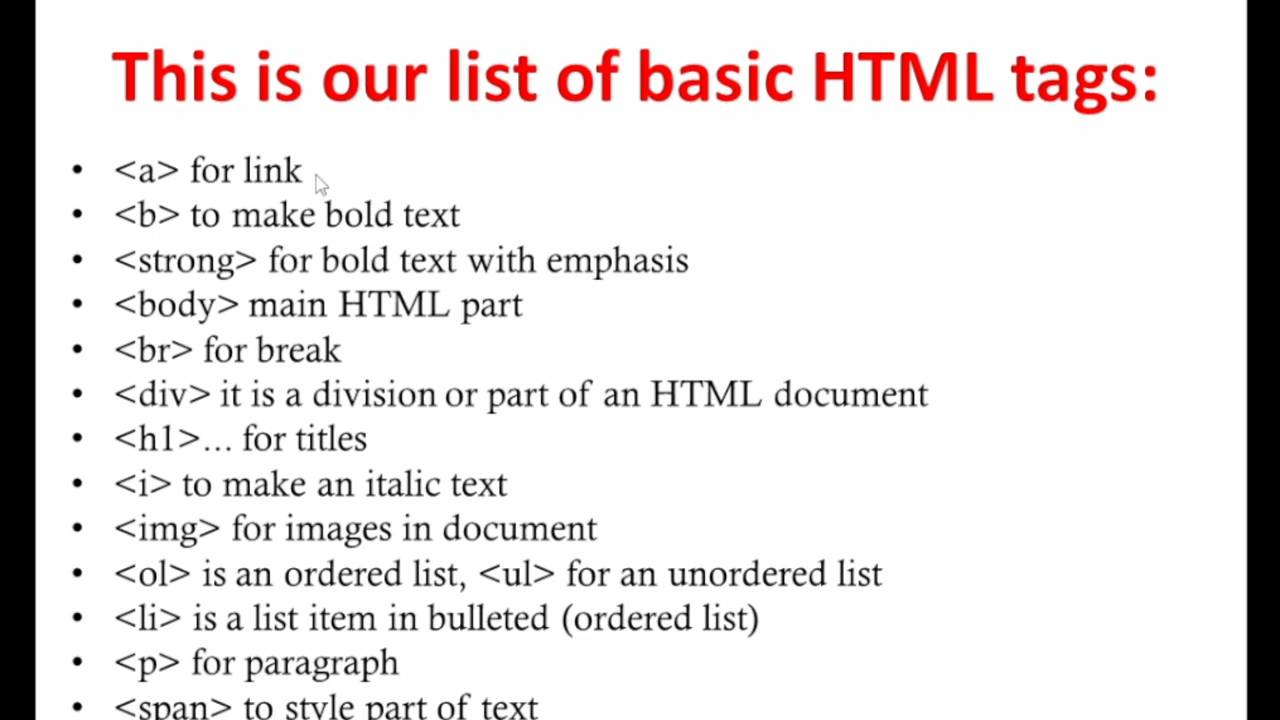 This is our list of basic HTML tags:
• <a> for link
• <b> to make bold text
• <strong> for bold text with emphasis
• <body> main HTML part
• <br> for break
• <div> it is a division or part of an HTML document
• <h1>... for titles
• <i> to make an italic text
• <img> for images in document
• <ol> is an ordered list, <ul> for an unordered list
• <li> is a list item in bulleted (ordered list)
• <p> for paragraph
• <span> to style part of text